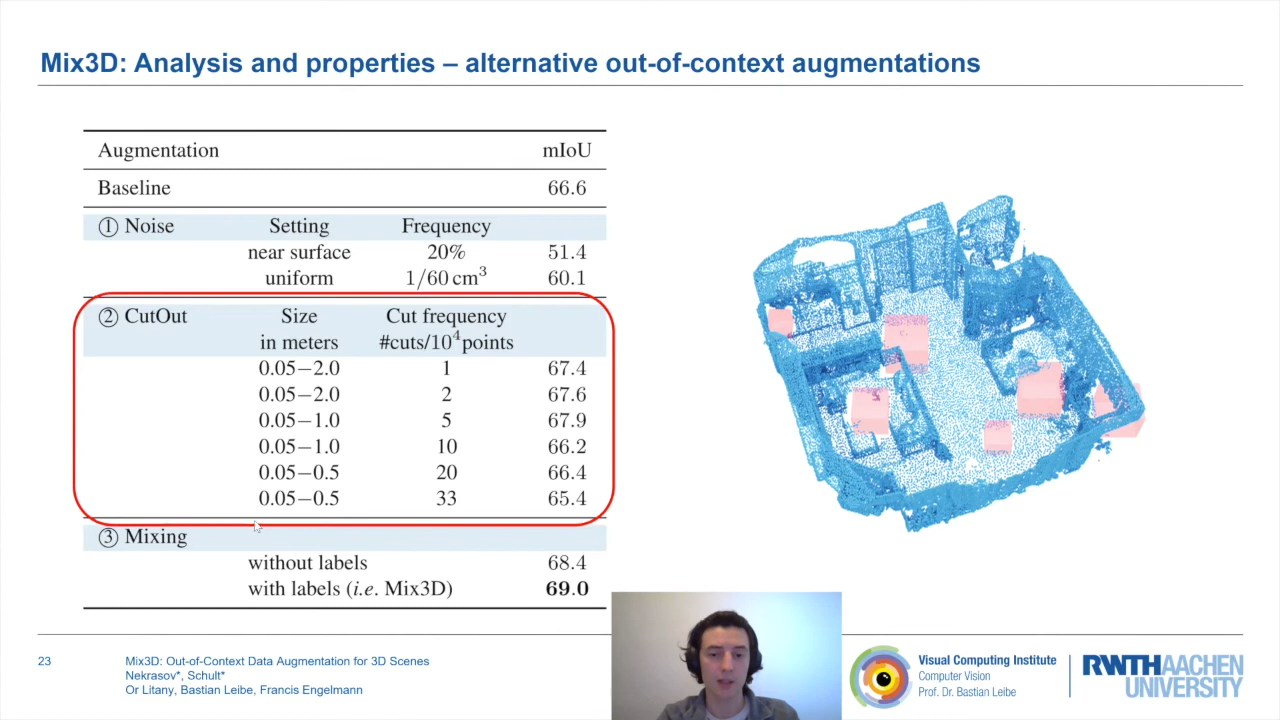 Mix3D: Analysis and properties – alternative out-of-context augmentations
Augmentation mIoU
Baseline 66.6
① Noise Setting Frequency
near surface 20% 51.4
uniform 1/60 cm³ 60.1
② CutOut Size Cut frequency
in meters #cuts/10⁴points
0.05−2.0 1 67.4
0.05−2.0 2 67.6
0.05−1.0 5 67.9
0.05−1.0 10 66.2
0.05−0.5 20 66.4
0.05−0.5 33 65.4
③ Mixing
without labels 68.4
with labels (i.e. Mix3D) 69.0
23
Mix3D: Out-of-Context Data Augmentation for 3D Scenes
Nekrasov*, Schult*
Or Litany, Bastian Leibe, Francis Engelmann
Visual Computing Institute
Computer Vision
Prof. Dr. Bastian Leibe
RWTHAACHEN
UNIVERSITY